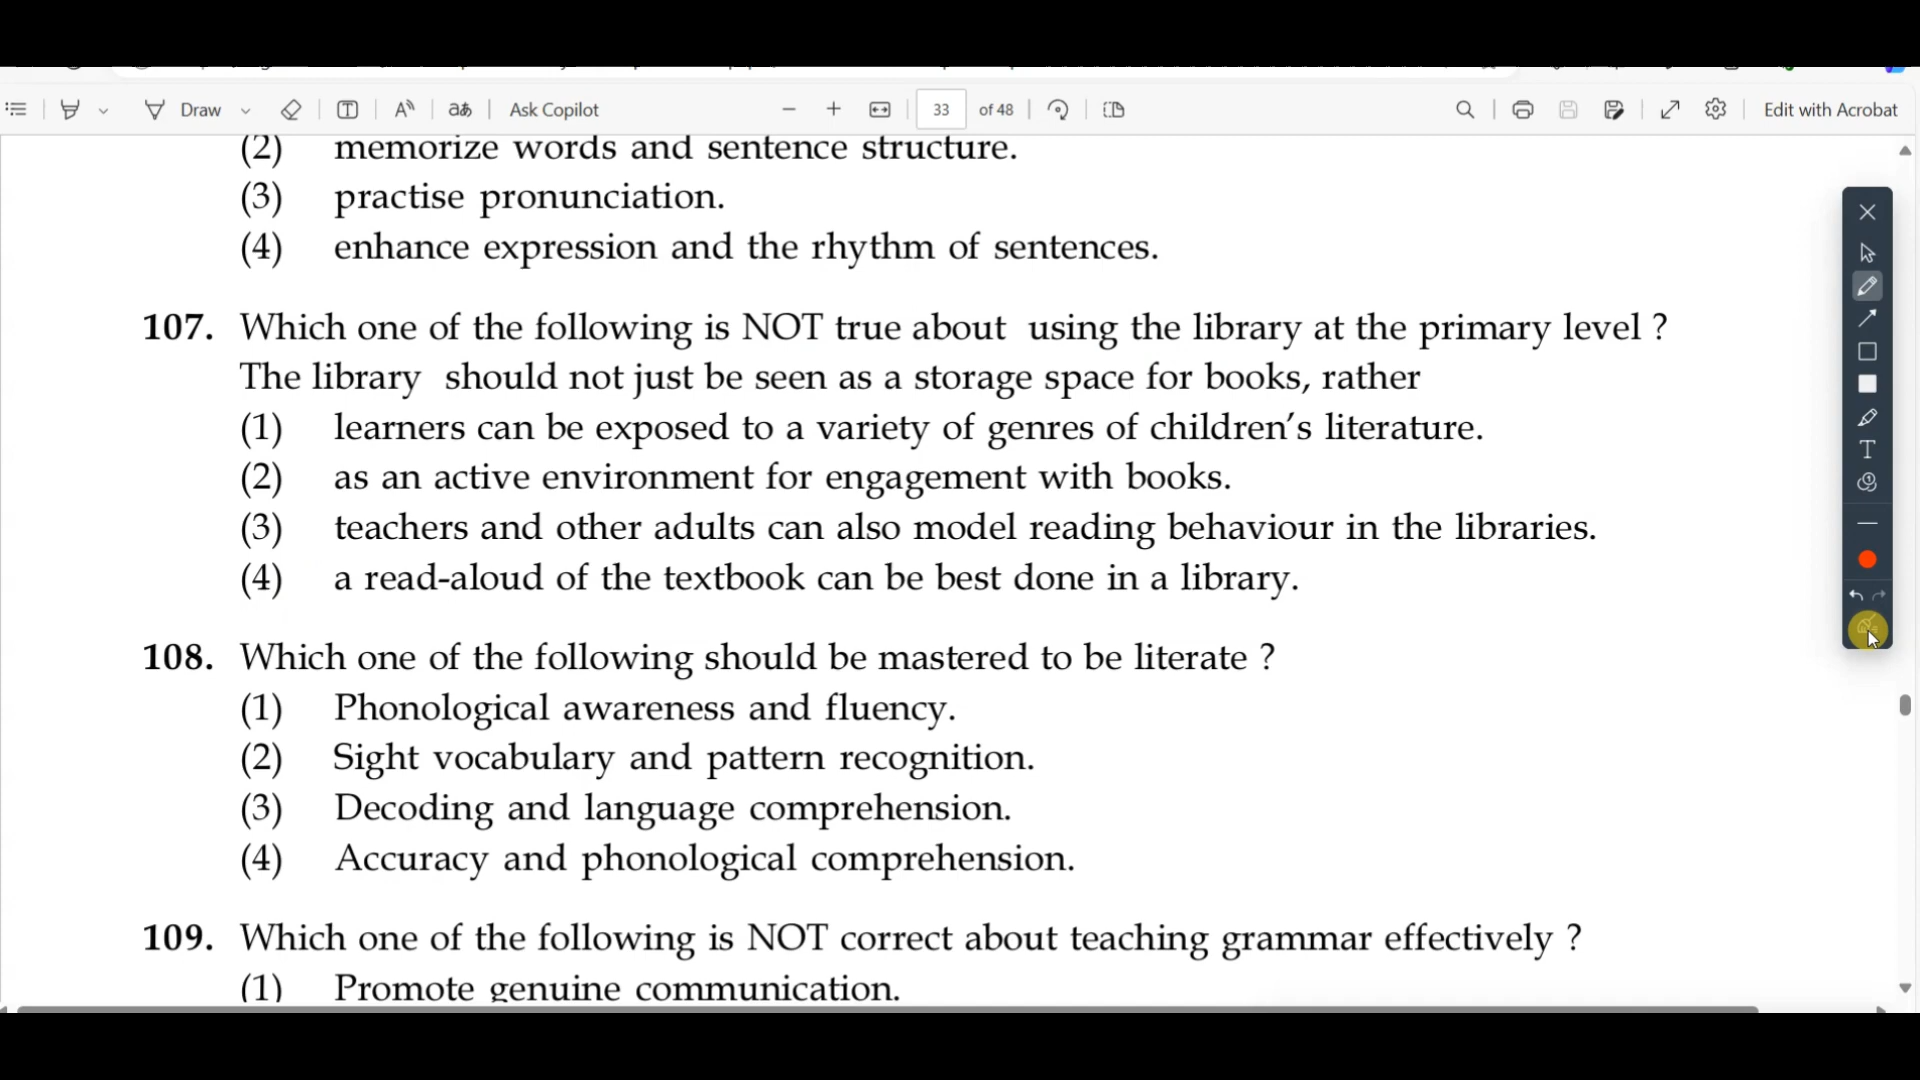 Draw
Ask Copilot
33 of 48
Edit with Acrobat
(2) memorize words and sentence structure.
(3) practise pronunciation.
(4) enhance expression and the rhythm of sentences.
107. Which one of the following is NOT true about using the library at the primary level ?
The library should not just be seen as a storage space for books, rather
(1) learners can be exposed to a variety of genres of children's literature.
(2) as an active environment for engagement with books.
(3) teachers and other adults can also model reading behaviour in the libraries.
(4) a read-aloud of the textbook can be best done in a library.
108. Which one of the following should be mastered to be literate ?
(1) Phonological awareness and fluency.
(2) Sight vocabulary and pattern recognition.
(3) Decoding and language comprehension.
(4) Accuracy and phonological comprehension.
109. Which one of the following is NOT correct about teaching grammar effectively ?
(1) Promote genuine communication.